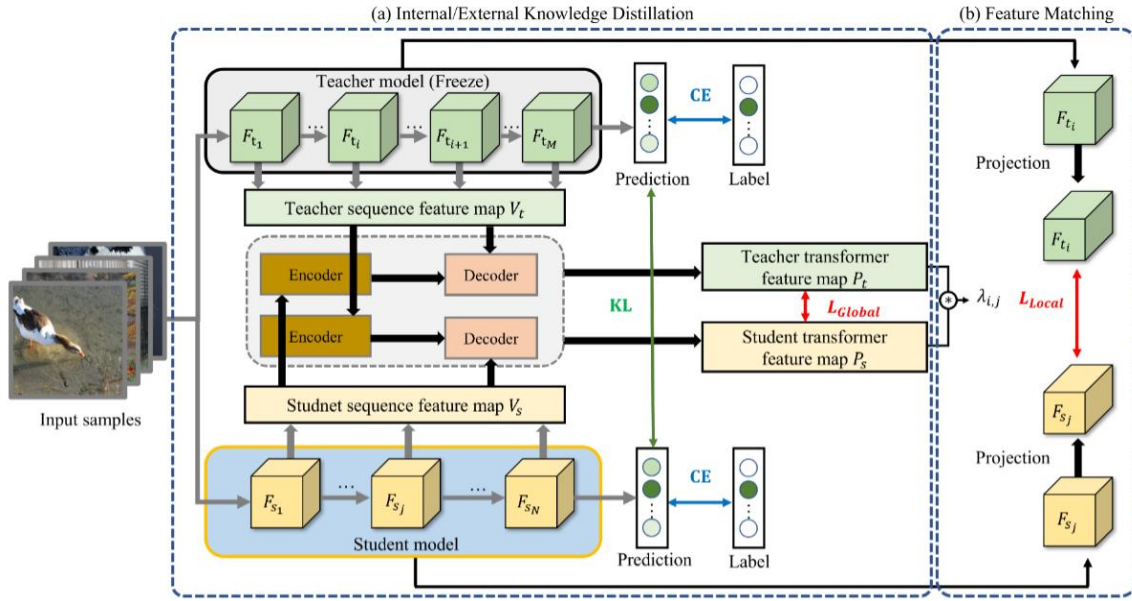 (a) Internal/External Knowledge Distillation
(b) Feature Matching
Teacher model (Freeze)
F_{t_1} ... F_{t_i} ... F_{t_{i+1}} ... F_{t_M}
CE
Prediction
Label
Teacher sequence feature map V_t
Encoder
Decoder
Encoder
Decoder
Studnet sequence feature map V_s
Input samples
KL
Teacher transformer
feature map P_t
L_{Global}
Student transformer
feature map P_s
* λ_{i,j}
F_{s_1} ... F_{s_j} ... F_{s_N}
Student model
CE
Prediction
Label
F_{t_i}
Projection
F_{t_i}
L_{Local}
F_{s_j}
Projection
F_{s_j}